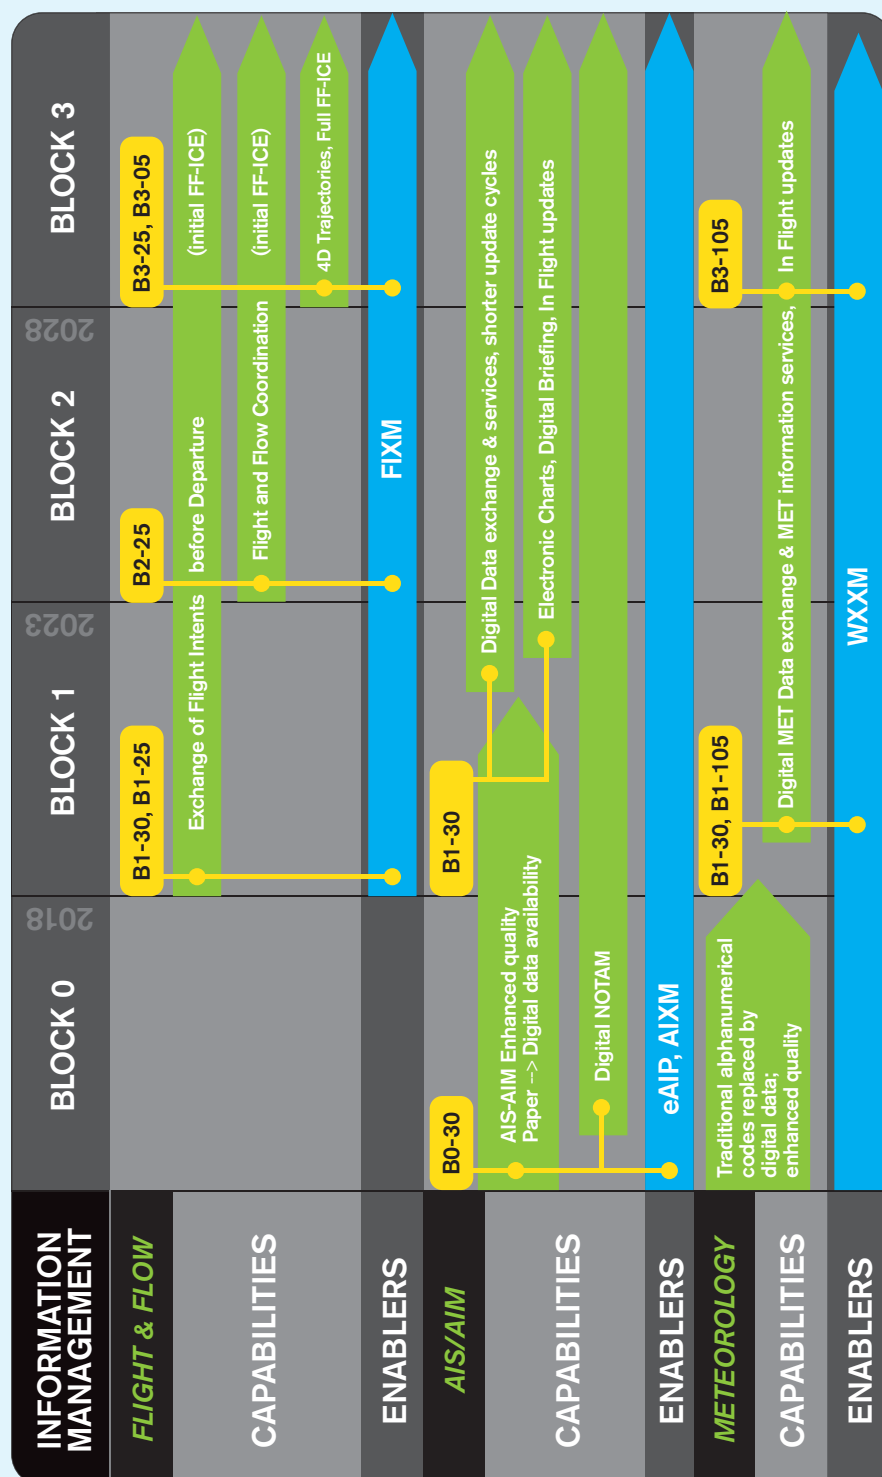 INFORMATION
MANAGEMENT
BLOCK 0
2018
BLOCK 1
2023
BLOCK 2
2028
BLOCK 3
FLIGHT & FLOW
B1-30, B1-25
B2-25
B3-25, B3-05
CAPABILITIES
Exchange of Flight Intents before Departure (initial FF-ICE)
Flight and Flow Coordination (initial FF-ICE)
4D Trajectories, Full FF-ICE
ENABLERS
FIXM
AIS/AIM
B0-30
B1-30
CAPABILITIES
Digital Data exchange & services, shorter update cycles
AIS-AIM Enhanced quality
Paper --> Digital data availability
Electronic Charts, Digital Briefing, In Flight updates
Digital NOTAM
ENABLERS
eAIP, AIXM
METEOROLOGY
B1-30, B1-105
B3-105
CAPABILITIES
Traditional alphanumerical
codes replaced by
digital data;
enhanced quality
Digital MET Data exchange & MET information services, In Flight updates
ENABLERS
WXXM